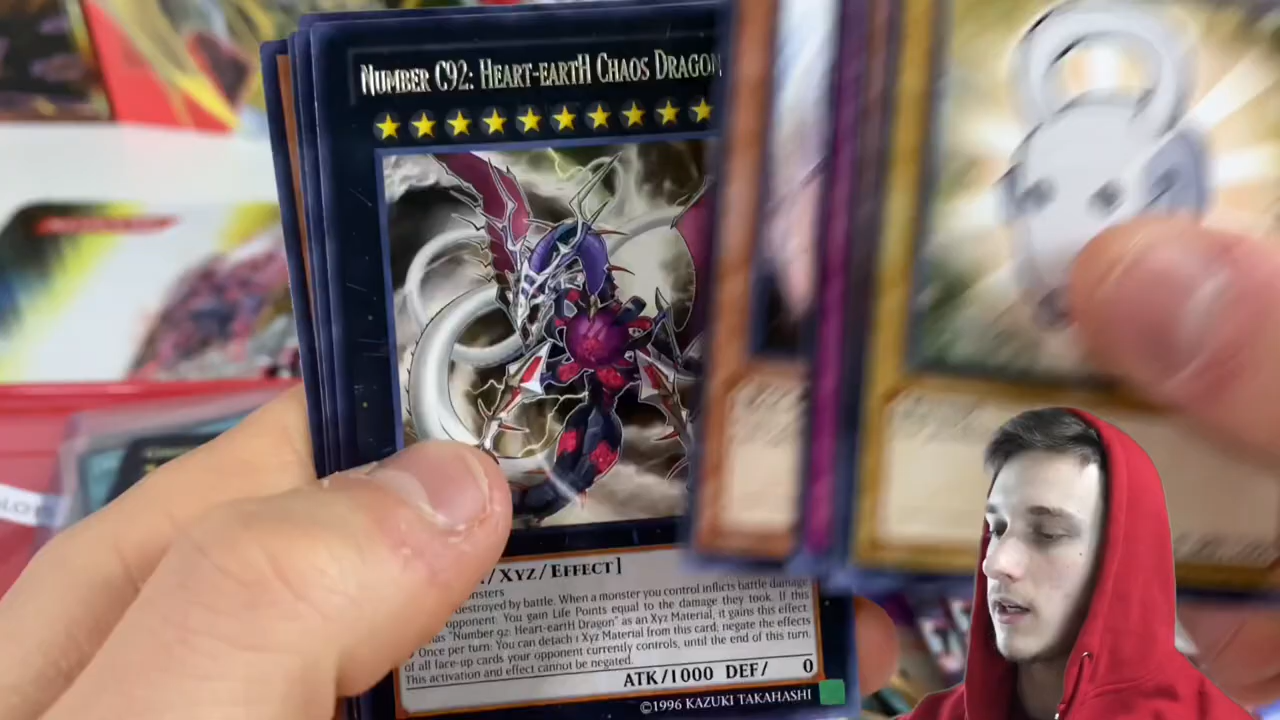 NUMBER C92: HEART-EARTH CHAOS DRAGON
/XYZ/EFFECT]
nsters
destroyed by battle. When a monster you control inflicts battle damage
opponent: You gain Life Points equal to the damage they took. If this
has "Number 92: Heart-eartH Dragon" as an Xyz Material, it gains this effect.
Once per turn: You can detach 1 Xyz Material from this card; negate the effects
of all face-up cards your opponent currently controls, until the end of this turn.
This activation and effect cannot be negated.
ATK/1000 DEF/ 0
©1996 KAZUKI TAKAHASHI